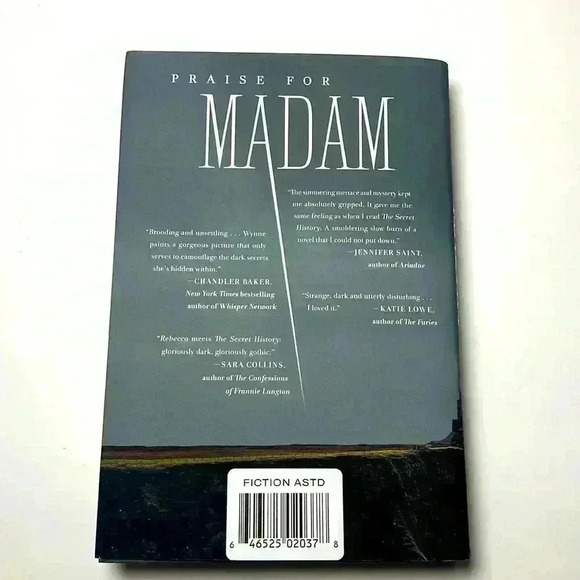 PRAISE FOR
MADAM
"The simmering menace and mystery kept
me absolutely gripped. It gave me the
same feeling as when I read The Secret
History. A smoldering slow burn of a
novel that I could not put down."
—JENNIFER SAINT,
author of Ariadne
"Brooding and unsettling . . . Wynne
paints a gorgeous picture that only
serves to camouflage the dark secrets
she's hidden within."
—CHANDLER BAKER,
New York Times bestselling
author of Whisper Network
"Strange, dark and utterly disturbing . . .
I loved it."
—KATIE LOWE,
author of The Furies
"Rebecca meets The Secret History:
gloriously dark, gloriously gothic."
—SARA COLLINS,
author of The Confessions
of Frannie Langton
FICTION ASTD
6 46525 02037 8